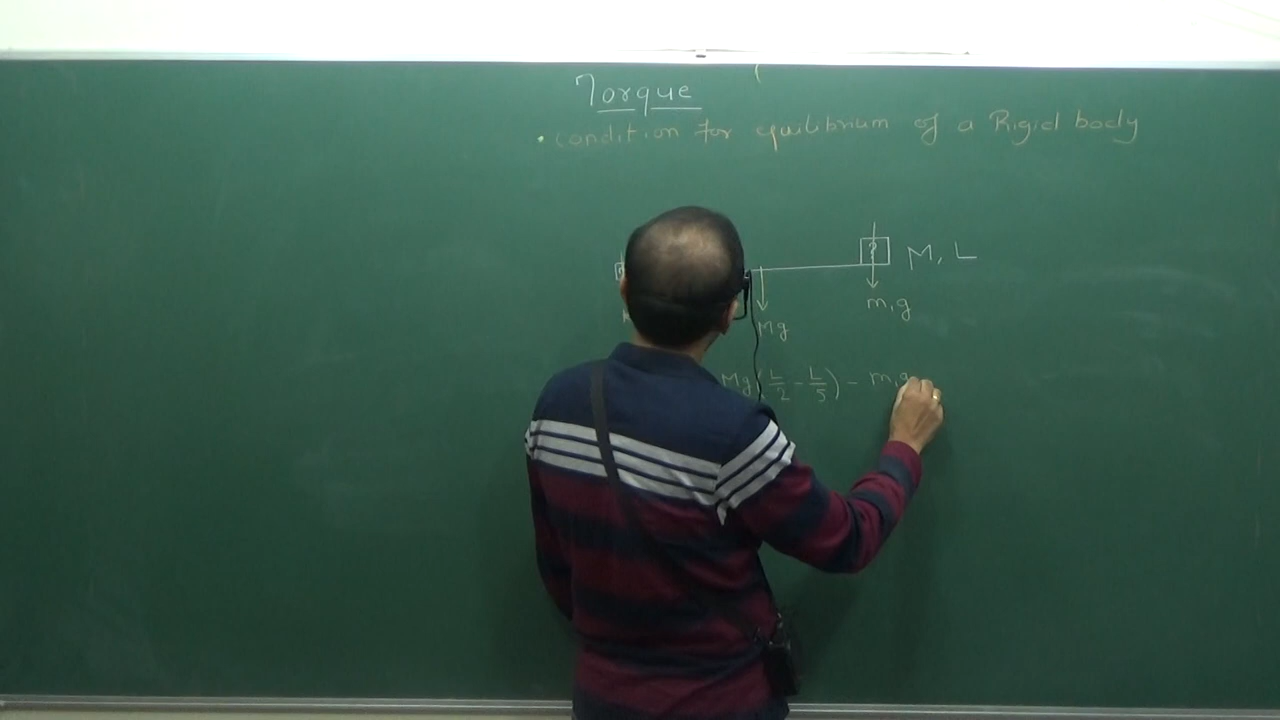 Torque
• condition for equilibrium of a Rigid body
? M, L
m₁g
Mg
Mg(L/2 - L/5) - m₁g